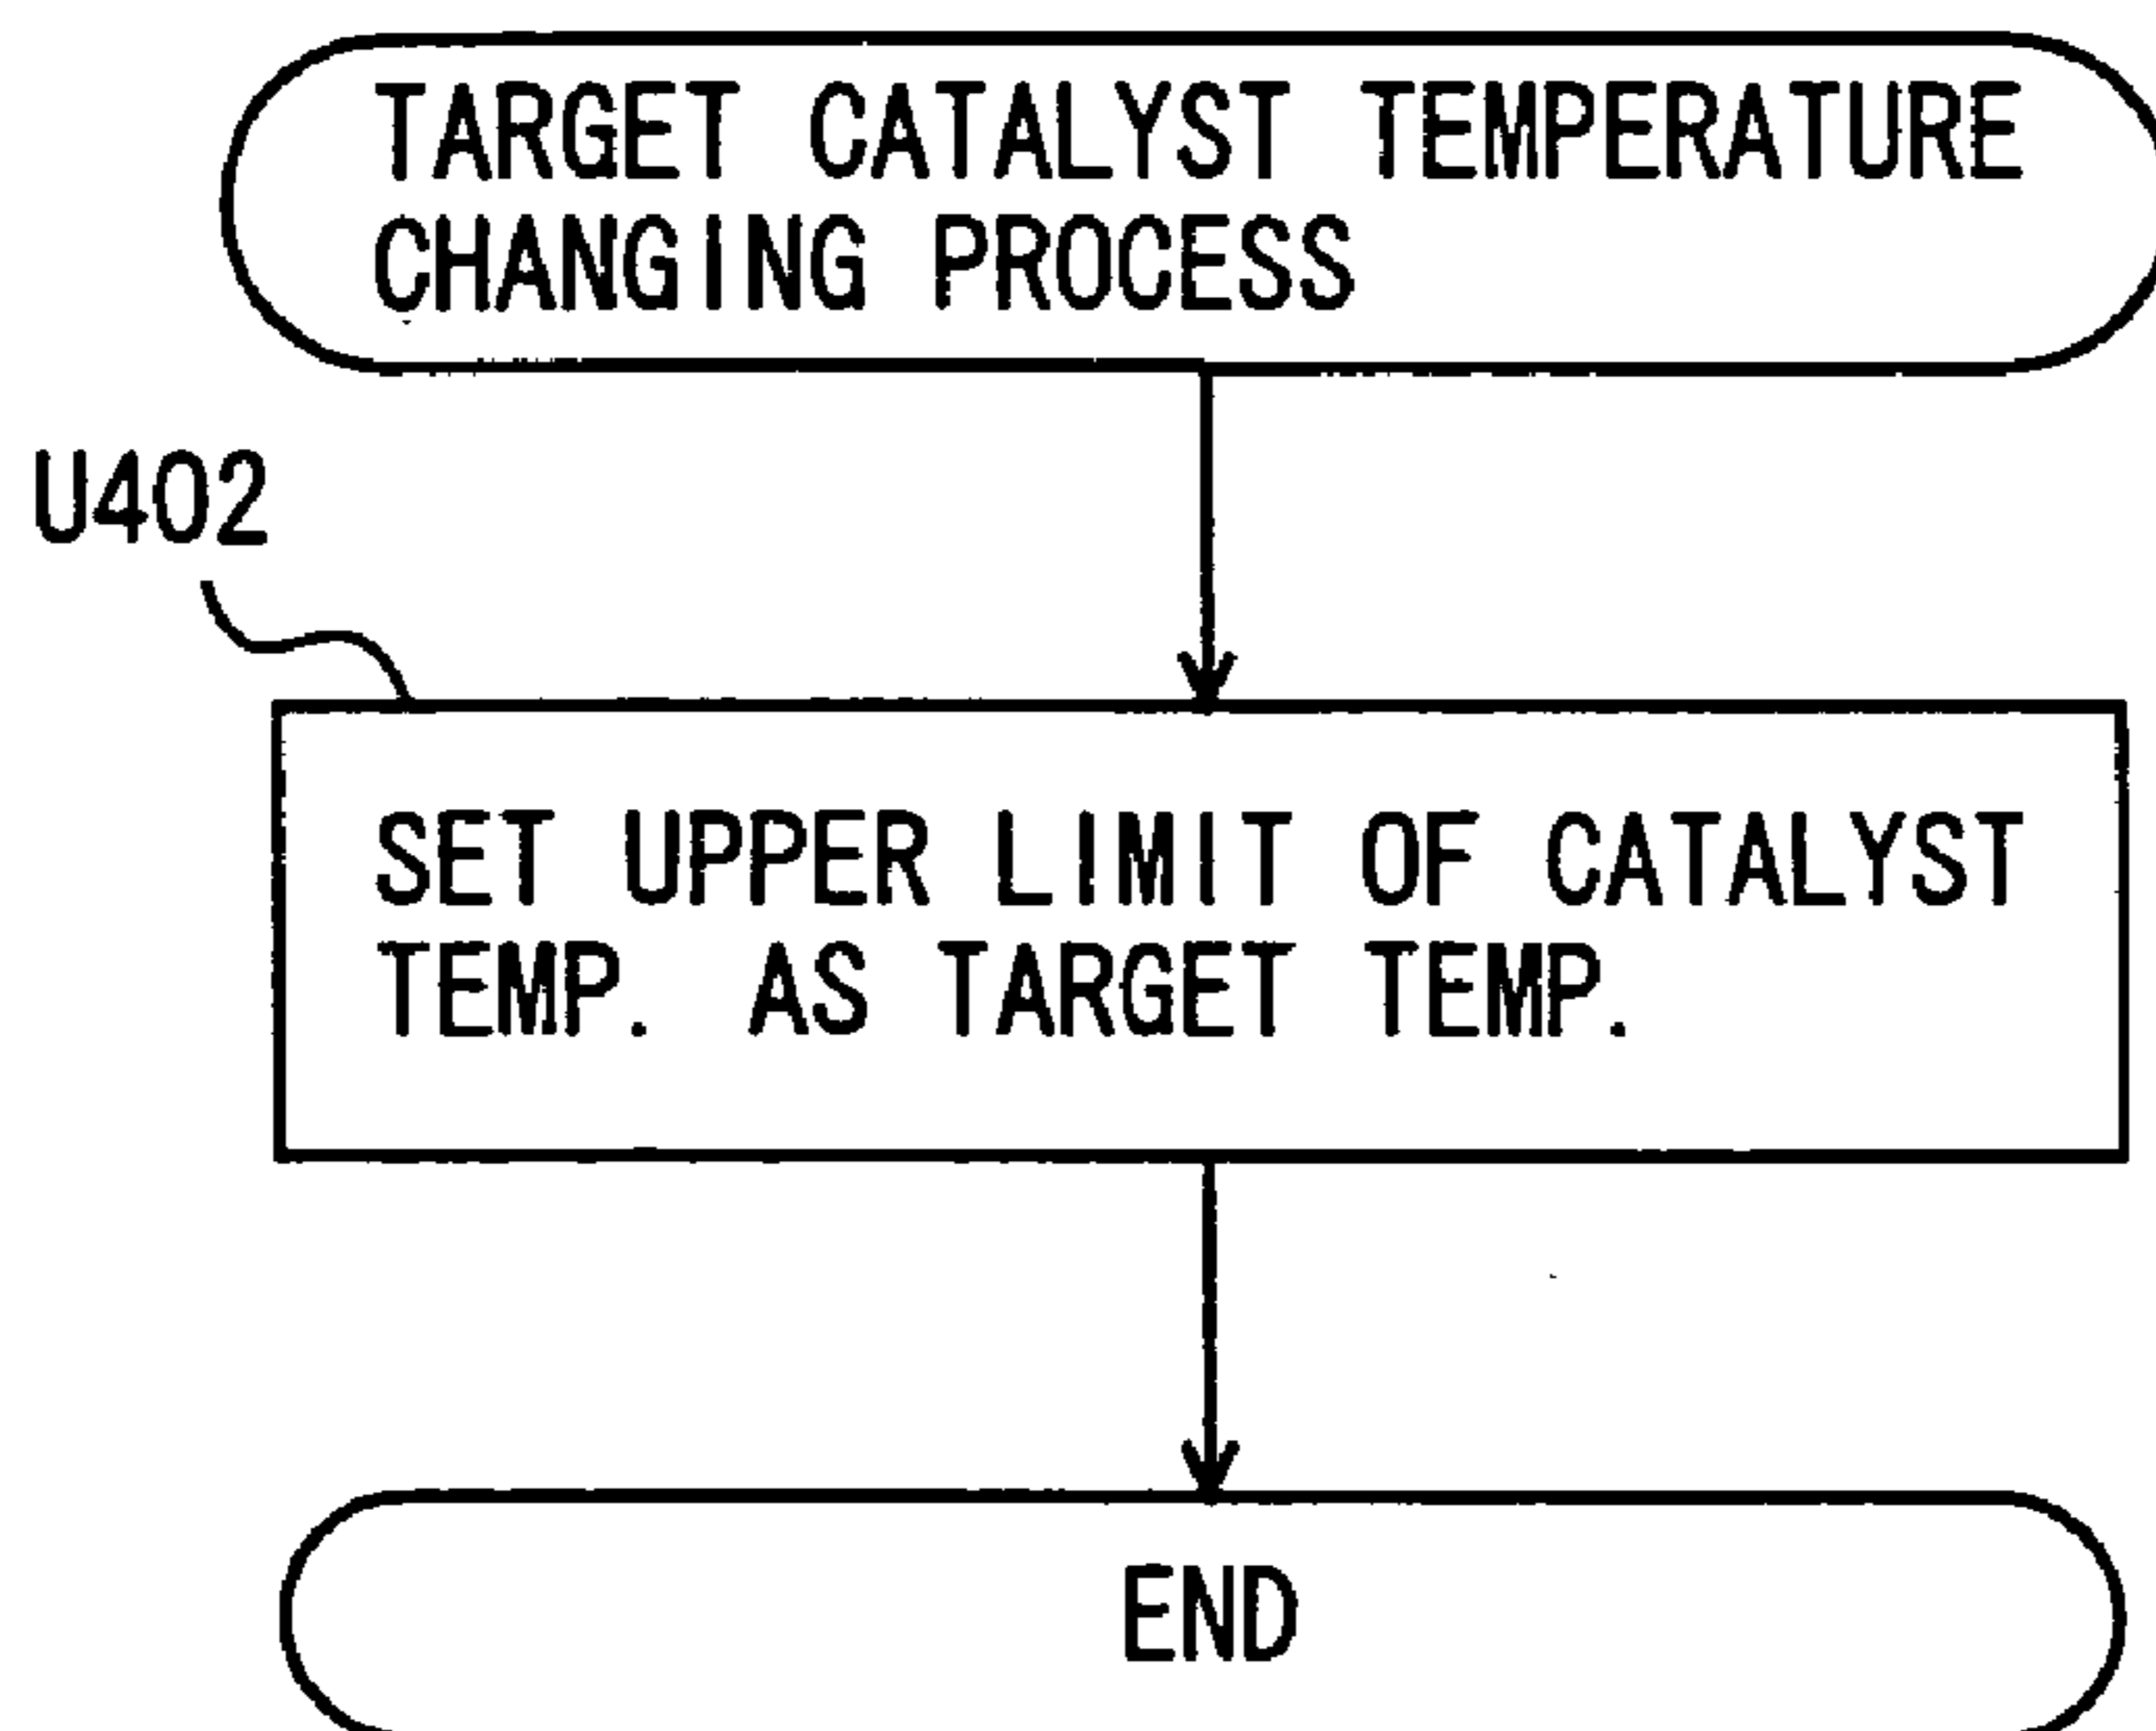 TARGET CATALYST TEMPERATURE
CHANGING PROCESS
U402
SET UPPER LIMIT OF CATALYST
TEMP. AS TARGET TEMP.
END